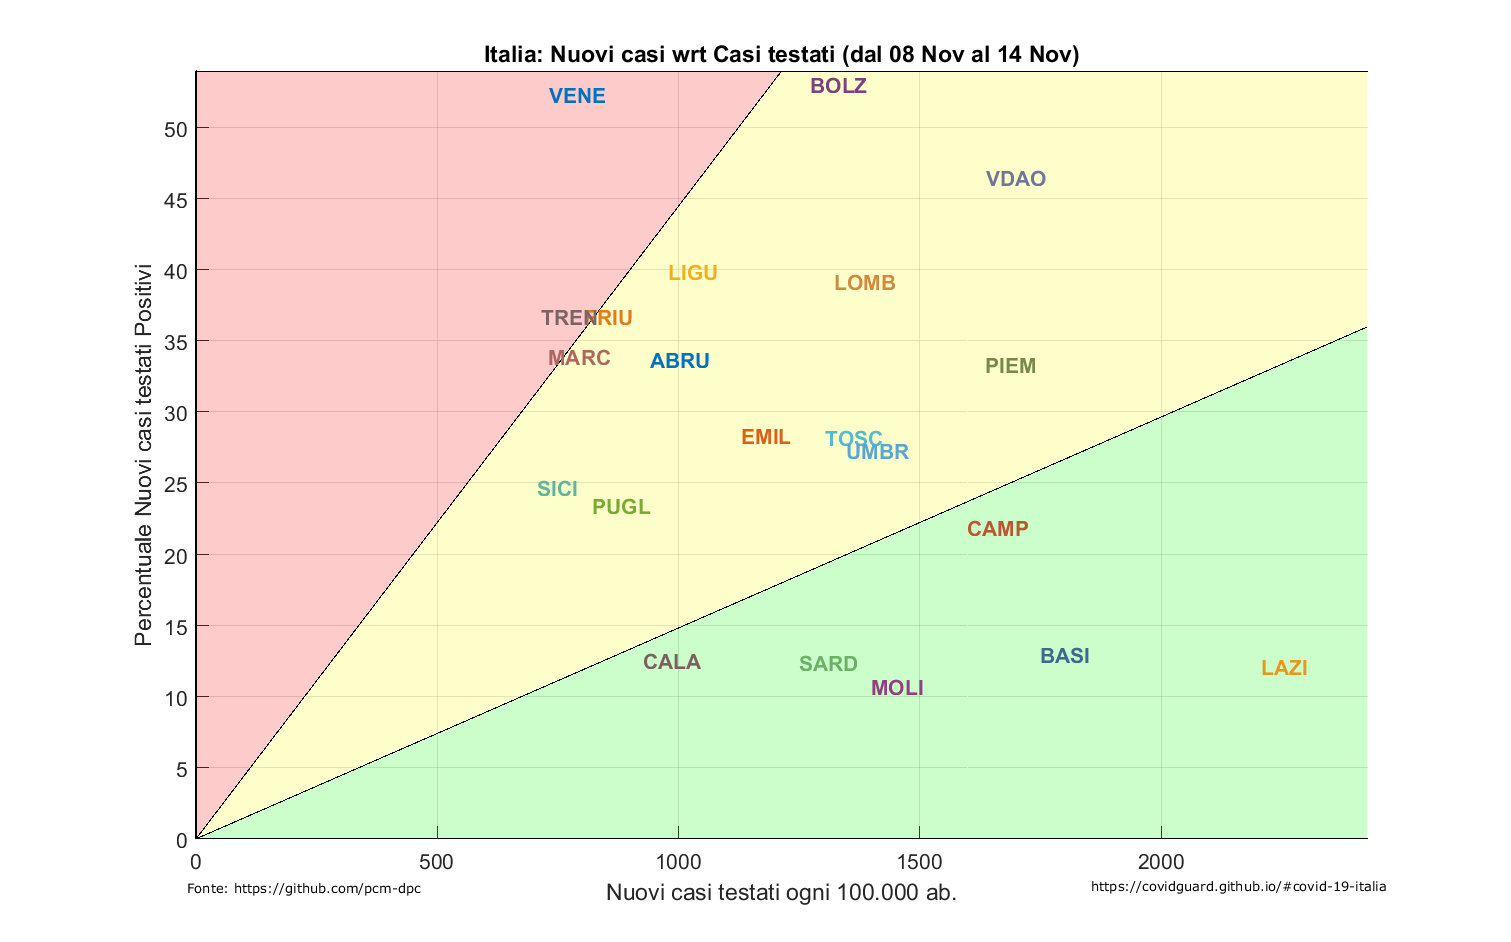 Italia: Nuovi casi wrt Casi testati (dal 08 Nov al 14 Nov)
BOLZ
VENE
50
VDAO
45
40
LIGU
LOMB
TREN
FRIU
35
MARC
ABRU
PIEM
30
EMIL
TOSC
UMBR
25
SICI
PUGL
CAMP
20
15
CALA
SARD
BASI
LAZI
MOLI
10
5
0
Percentuale Nuovi casi testati Positivi
0 500 1000 1500 2000
Nuovi casi testati ogni 100.000 ab.
Fonte: https://github.com/pcm-dpc
https://covidguard.github.io/#covid-19-italia